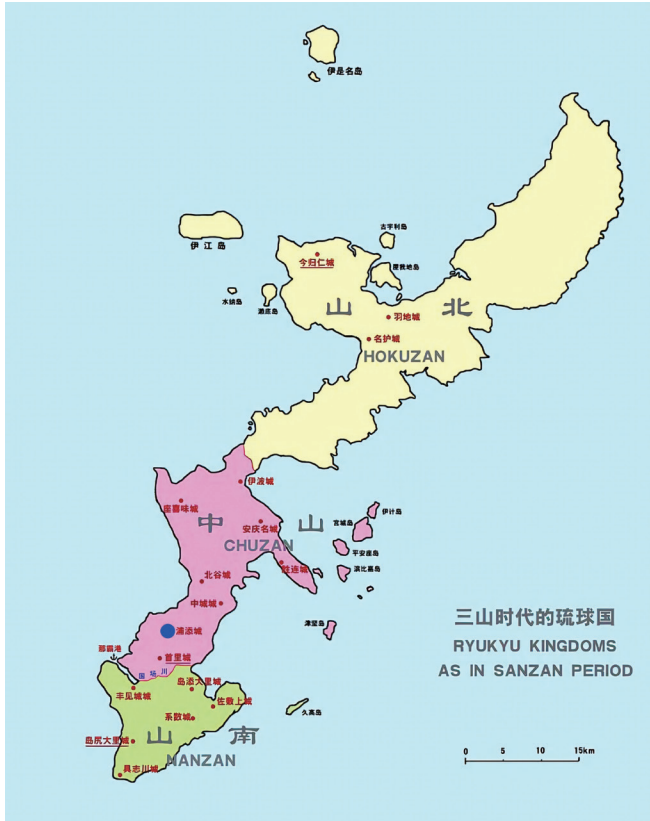 伊是名岛
古宇利岛
伊江岛
今归仁城
屋我地岛
水纳岛
濑底岛
山 北
羽地城
名护城
HOKUZAN
伊波城
座喜味城
伊计岛
中 山
宫城岛
安庆名城
CHUZAN
平安座岛
胜连城
滨比嘉岛
北谷城
中城城
三山时代的琉球国
津坚岛
浦添城
RYUKYU KINGDOMS
那霸港
首里城
AS IN SANZAN PERIOD
国场川
岛添大里城
丰见城城
佐敷上城
久高岛
系数城
山 南
岛尻大里城
NANZAN
0 5 10 15km
具志川城